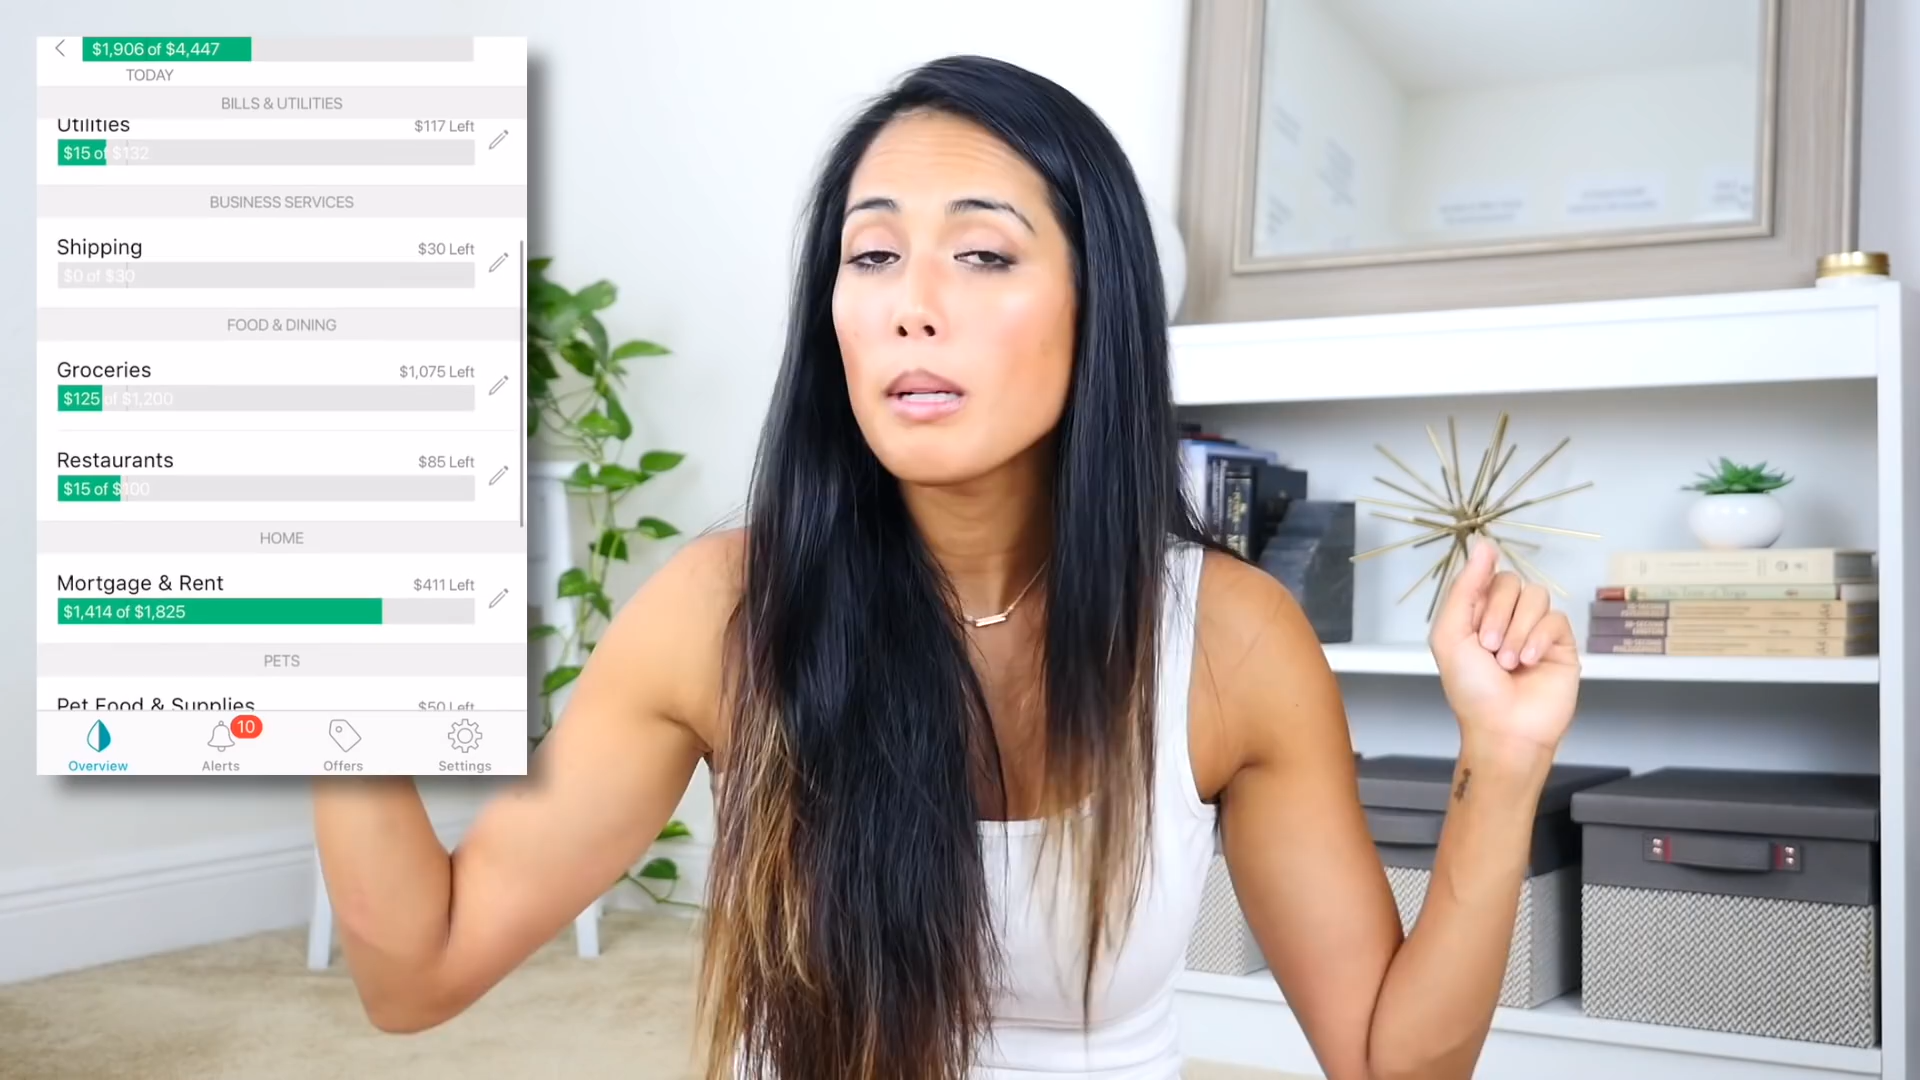 $1,906 of $4,447
TODAY
BILLS & UTILITIES
Utilities
$117 Left
$15 of $132
BUSINESS SERVICES
Shipping
$30 Left
$0 of $30
FOOD & DINING
Groceries
$1,075 Left
$125 of $1,200
Restaurants
$85 Left
$15 of $100
HOME
Mortgage & Rent
$411 Left
$1,414 of $1,825
PETS
Pet Food & Supplies
$50 Left
10
Overview
Alerts
Offers
Settings